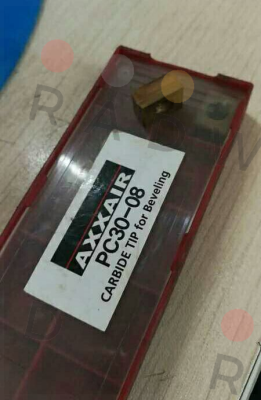 AXXAIR
PC30-08
CARBIDE TIP for Beveling